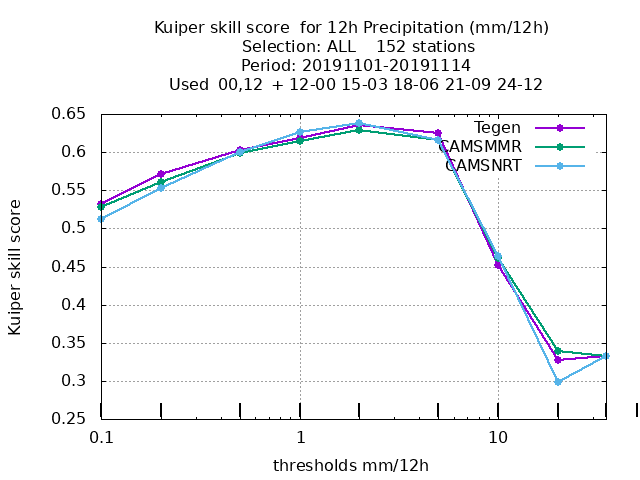 Kuiper skill score  for 12h Precipitation (mm/12h)
Selection: ALL    152 stations
Period: 20191101-20191114
Used  00,12  + 12-00 15-03 18-06 21-09 24-12
Kuiper skill score
0.65
0.6
0.55
0.5
0.45
0.4
0.35
0.3
0.25
Tegen
CAMSMMR
CAMSNRT
0.1
1
10
thresholds mm/12h